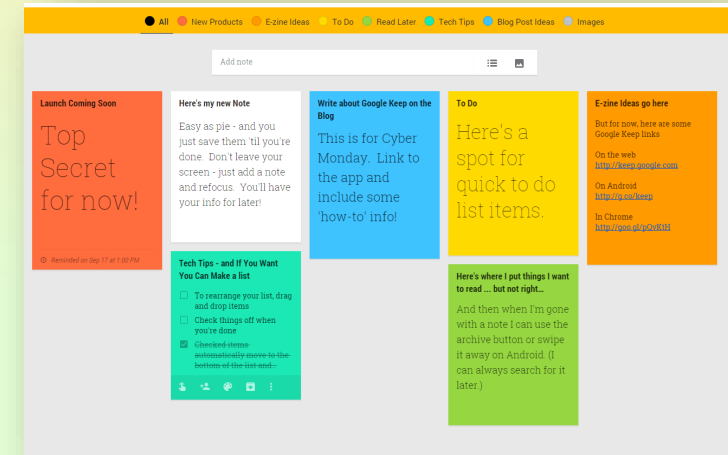 All New Products E-zine Ideas To Do Read Later Tech Tips Blog Post Ideas Images
Add note
Launch Coming Soon
Top
Secret
for now!
Reminded on Sep 17 at 1:00 PM
Here's my new Note
Easy as pie - and you
just save them 'til you're
done. Don't leave your
screen - just add a note
and refocus. You'll have
your info for later!
Tech Tips - and If You Want
You Can Make a list
To rearrange your list, drag
and drop items
Check things off when
you're done
Checked items
automatically move to the
bottom of the list and...
Write about Google Keep on the
Blog
This is for Cyber
Monday. Link to
the app and
include some
'how-to' info!
To Do
Here's a
spot for
quick to do
list items.
Here's where I put things I want
to read ... but not right...
And then when I'm gone
with a note I can use the
archive button or swipe
it away on Android. (I
can always search for it
later.)
E-zine Ideas go here
But for now, here are some
Google Keep links
On the web
http://keep.google.com
On Android
http://g.co/keep
In Chrome
http://goo.gl/pQvKtH